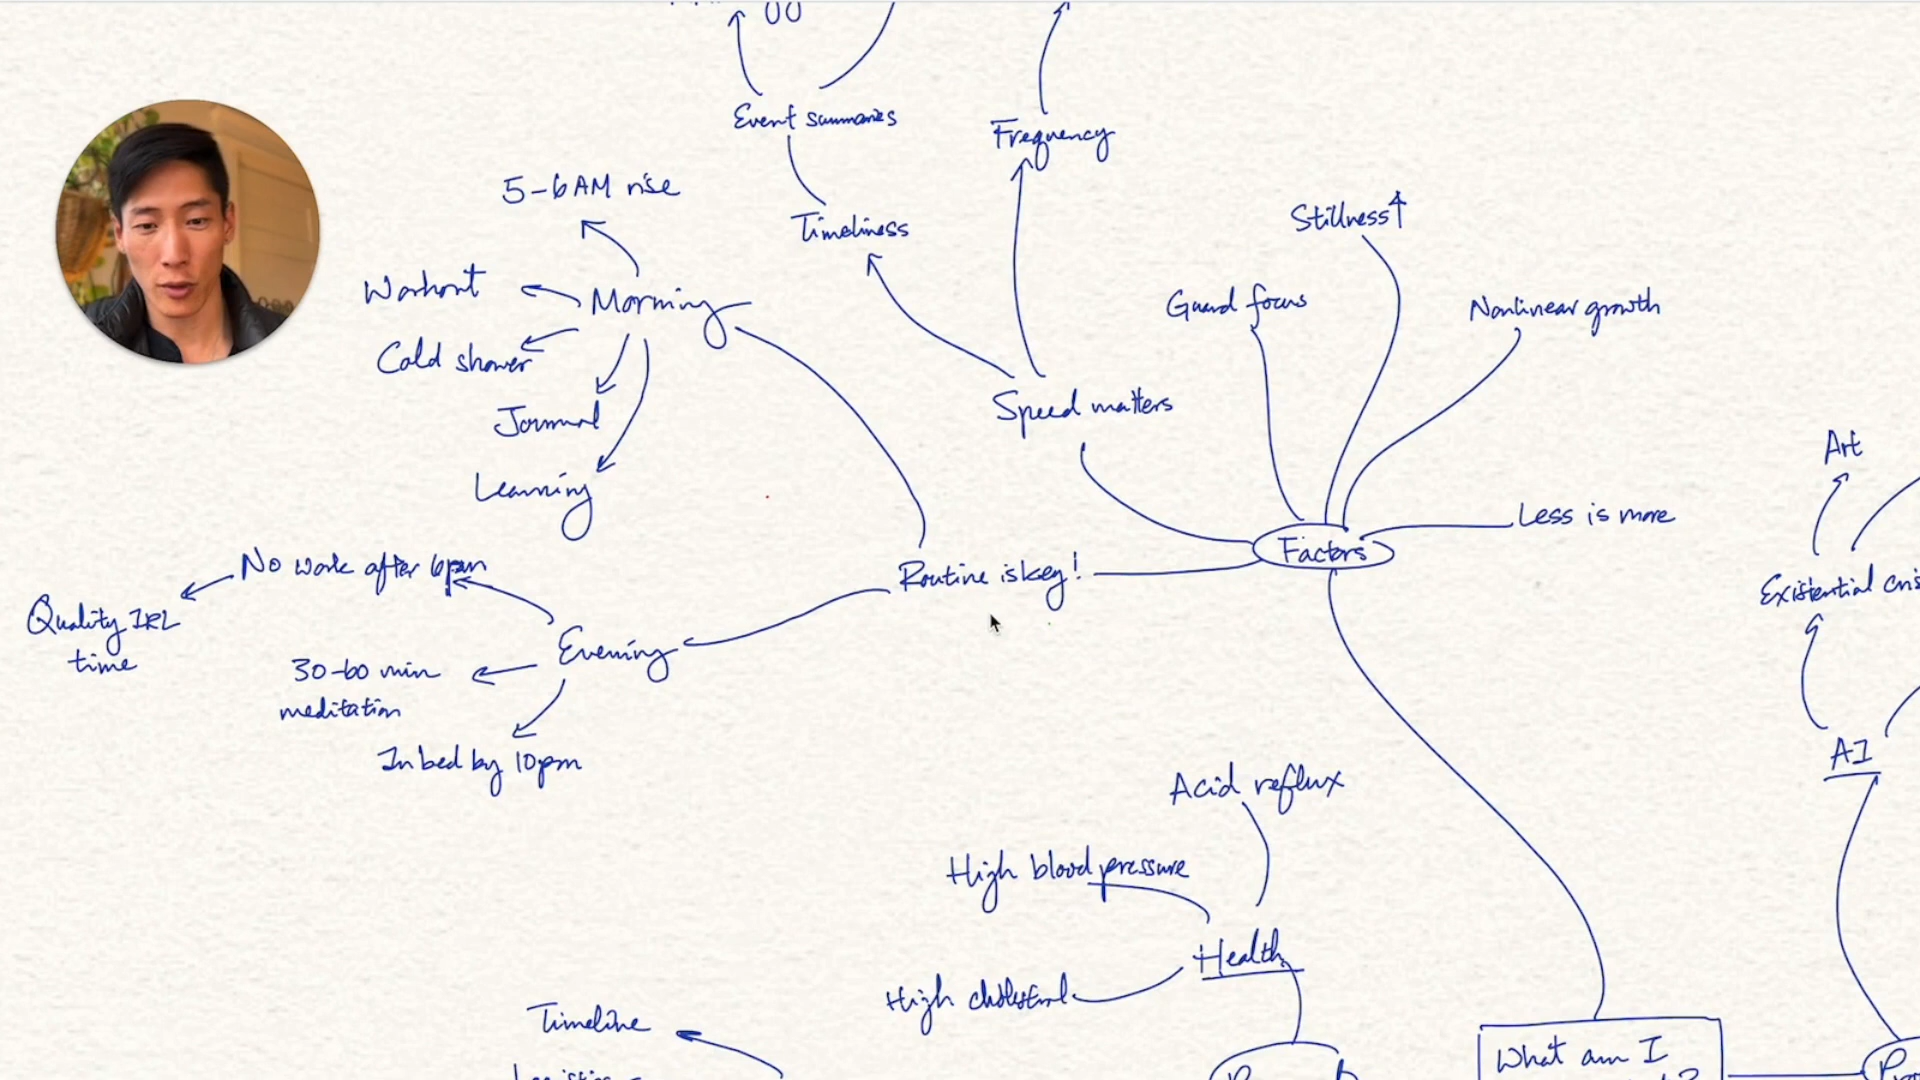 Event summaries
Frequency
5-6AM rise
Stillness↑
Timeliness
Workout
Morning
Guard focus
Nonlinear growth
Cold shower
Journal
Speed matters
Art
Learning
Less is more
Factors
No work after 6pm
Routine is key!
Existential
Quality IRL
time
Evening
30-60 min
meditation
In bed by 10pm
AI
Acid reflux
High blood pressure
Health
High cholesterol
Timeline
What am I